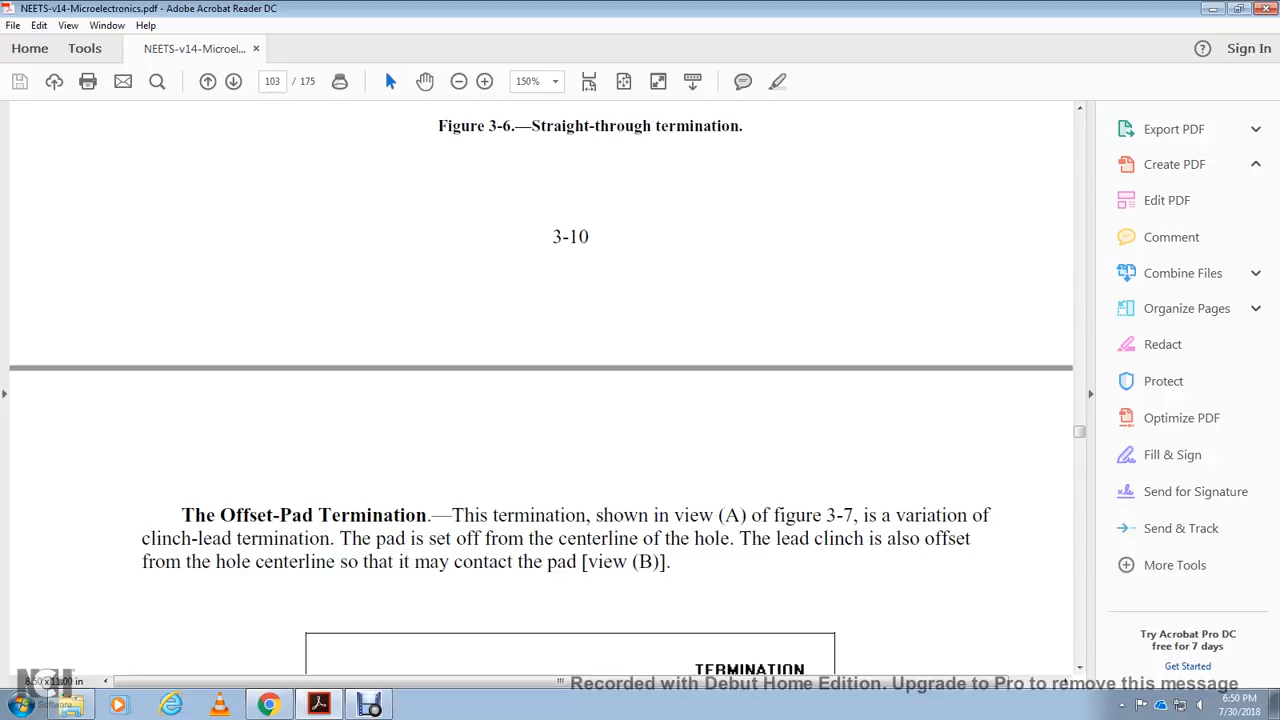 NEETS-v14-Microelectronics.pdf - Adobe Acrobat Reader DC
File Edit View Window Help
Home Tools NEETS-v14-Microel... × Sign In
103 / 175 150%
Figure 3-6.—Straight-through termination.
3-10
The Offset-Pad Termination.—This termination, shown in view (A) of figure 3-7, is a variation of
clinch-lead termination. The pad is set off from the centerline of the hole. The lead clinch is also offset
from the hole centerline so that it may contact the pad [view (B)].
TERMINATION
8.50 x 11.00 in
Export PDF
Create PDF
Edit PDF
Comment
Combine Files
Organize Pages
Redact
Protect
Optimize PDF
Fill & Sign
Send for Signature
Send & Track
More Tools
Try Acrobat Pro DC
free for 7 days
Get Started
NCH Software
Recorded with Debut Home Edition. Upgrade to Pro to remove this message
6:50 PM
7/30/2018